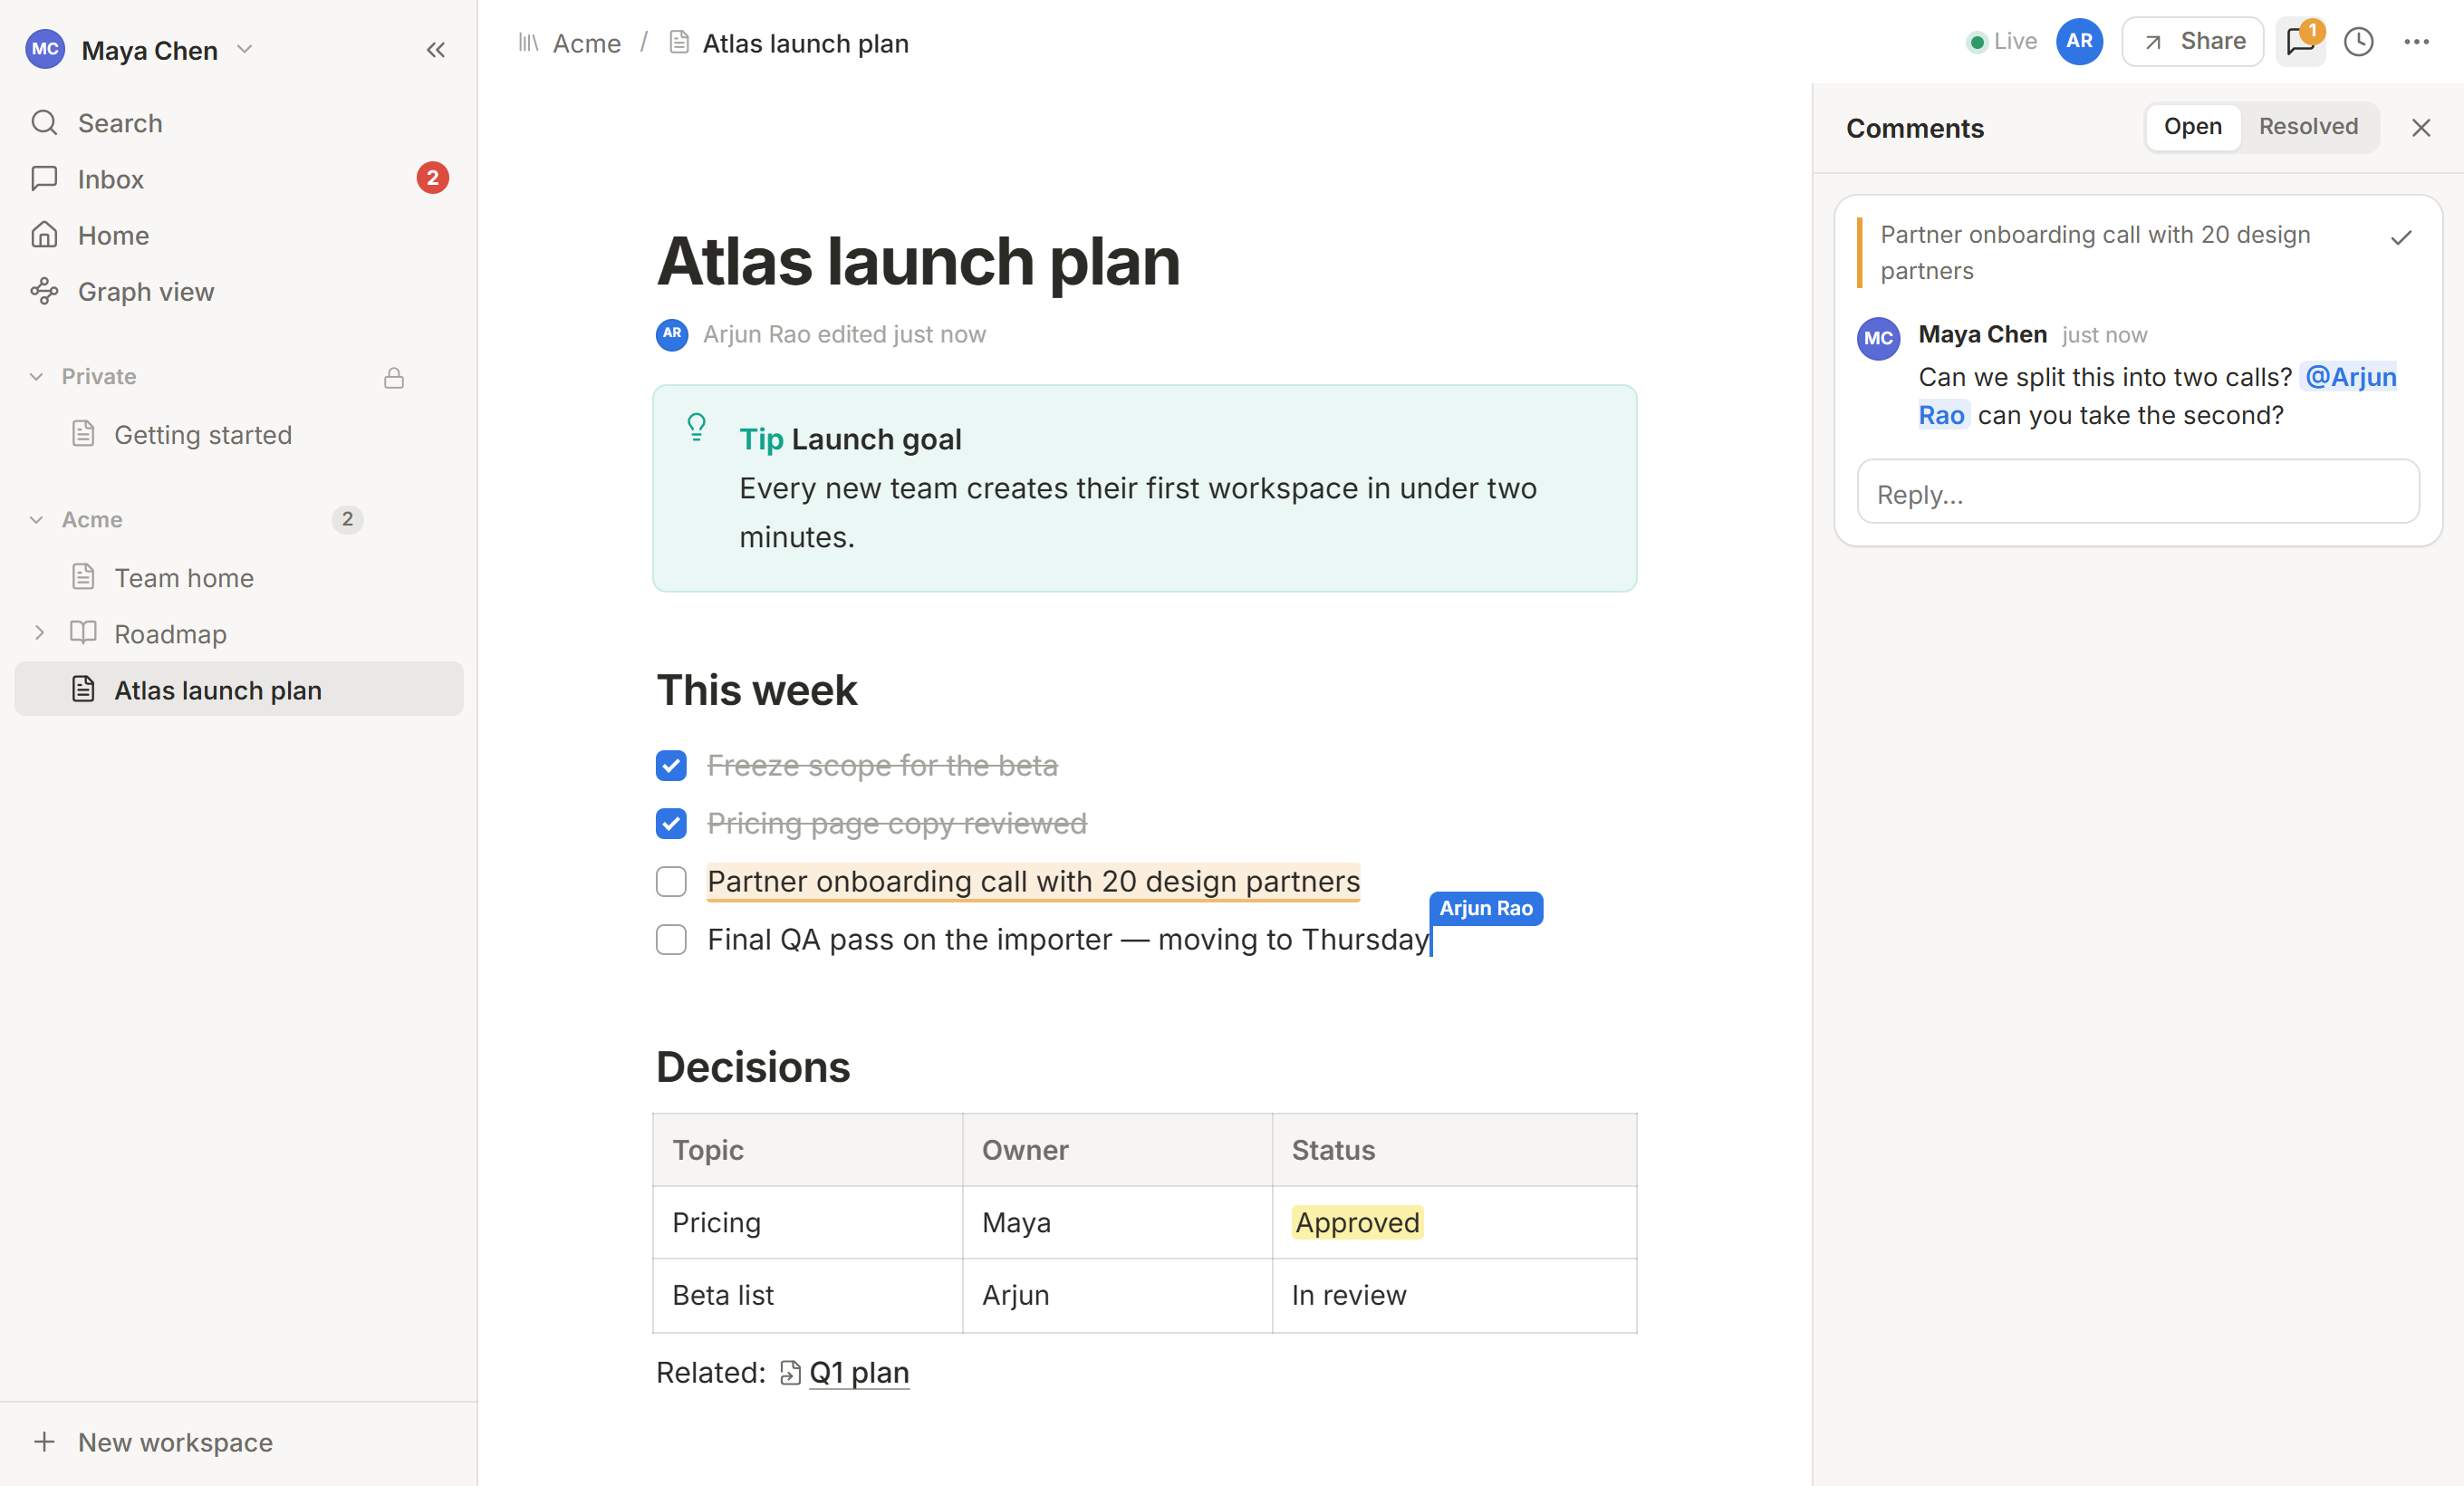 MC Maya Chen
Search
Inbox 2
Home
Graph view
Private
Getting started
Acme 2
Team home
Roadmap
Atlas launch plan
New workspace
Acme / Atlas launch plan
Live AR Share 1
Atlas launch plan
AR Arjun Rao edited just now
Tip Launch goal
Every new team creates their first workspace in under two
minutes.
This week
Freeze scope for the beta
Pricing page copy reviewed
Partner onboarding call with 20 design partners
Arjun Rao
Final QA pass on the importer — moving to Thursday
Decisions
Topic Owner Status
Pricing Maya Approved
Beta list Arjun In review
Related: Q1 plan
Comments Open Resolved
Partner onboarding call with 20 design
partners
MC Maya Chen just now
Can we split this into two calls? @Arjun
Rao can you take the second?
Reply...